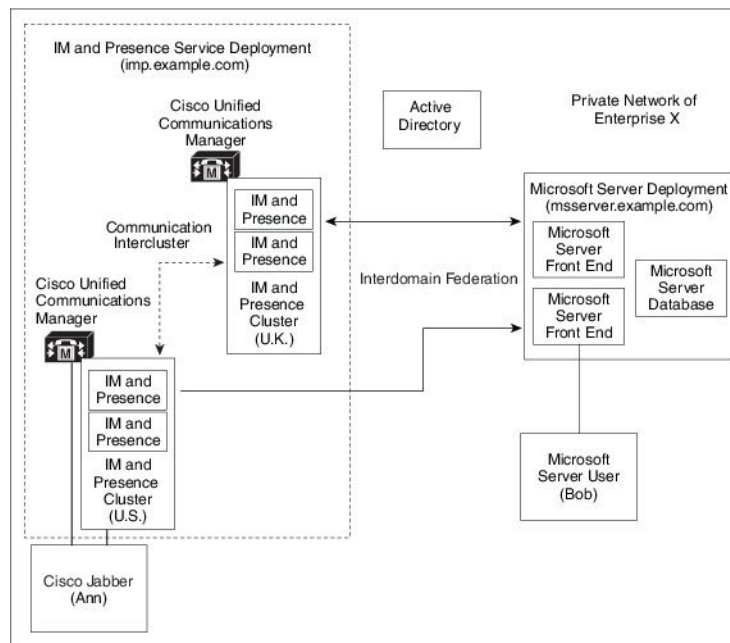 IM and Presence Service Deployment
(imp.example.com)
Cisco Unified
Communications
Manager
M
IM and
Presence
IM and
Presence
IM and
Presence
Cluster
(U.K.)
Communication
Intercluster
Cisco Unified
Communications
Manager
M
IM and
Presence
IM and
Presence
IM and
Presence
Cluster
(U.S.)
Cisco Jabber
(Ann)
Active
Directory
Private Network of
Enterprise X
Interdomain Federation
Microsoft Server Deployment
(msserver.example.com)
Microsoft
Server
Front End
Microsoft
Server
Front End
Microsoft
Server
Database
Microsoft
Server User
(Bob)